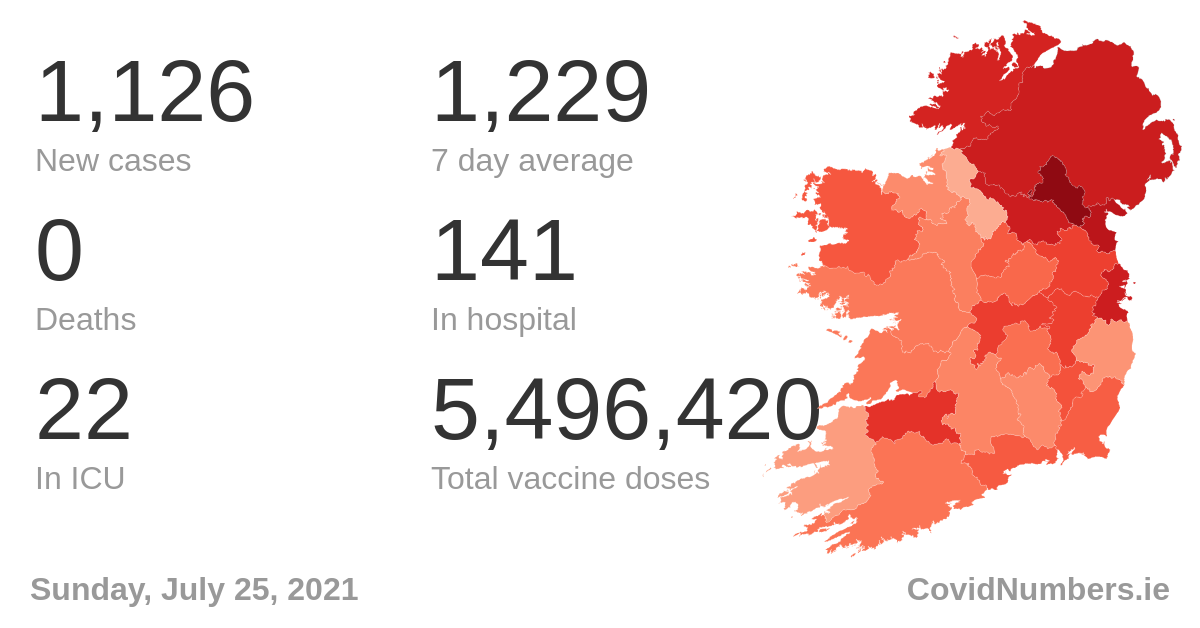 1,126
1,229
New cases
7 day average
0
141
Deaths
In hospital
22
5,496,420
In ICU
Total vaccine doses
Sunday, July 25, 2021
CovidNumbers.ie